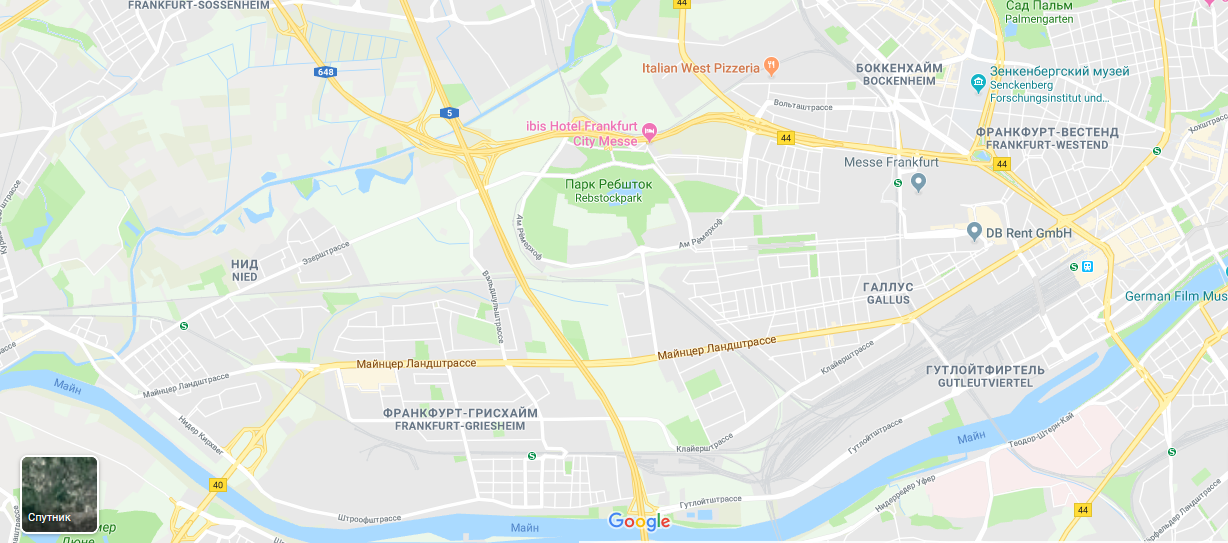 FRANKFURT-SOSSENHEIM
44
Сад Пальм
Palmengarten
648
Italian West Pizzeria
БОККЕНХАЙМ
BOCKENHEIM
Зенкенбергский музей
Senckenberg
Forschungsinstitut und...
5
Вольташтрассе
ibis Hotel Frankfurt
City Messe
44
ФРАНКФУРТ-ВЕСТЕНД
FRANKFURT-WESTEND
44
Messe Frankfurt
S
S
Парк Ребшток
Rebstockpark
Ам Рёмерхоф
Ам Рёмерхоф
DB Rent GmbH
Эзерштрассе
НИД
NIED
S
Вальдшульштрассе
ГАЛЛУС
GALLUS
German Film Mus
S
Майнцер Ландштрассе
Майнцер Ландштрассе
Клайерштрассе
ГУТЛОЙТФИРТЕЛЬ
GUTLEUTVIERTEL
Майн
Майнцер Ландштрассе
ФРАНКФУРТ-ГРИСХАЙМ
FRANKFURT-GRIESHEIM
Нидер Кирхвег
Клайерштрассе
Гутлойтштрассе
Майн
Теодор-Штерн-Кай
S
S
40
Нидерредер Уфер
Гутлойтштрассе
44
Спутник
Штроофштрассе
Майн
Google